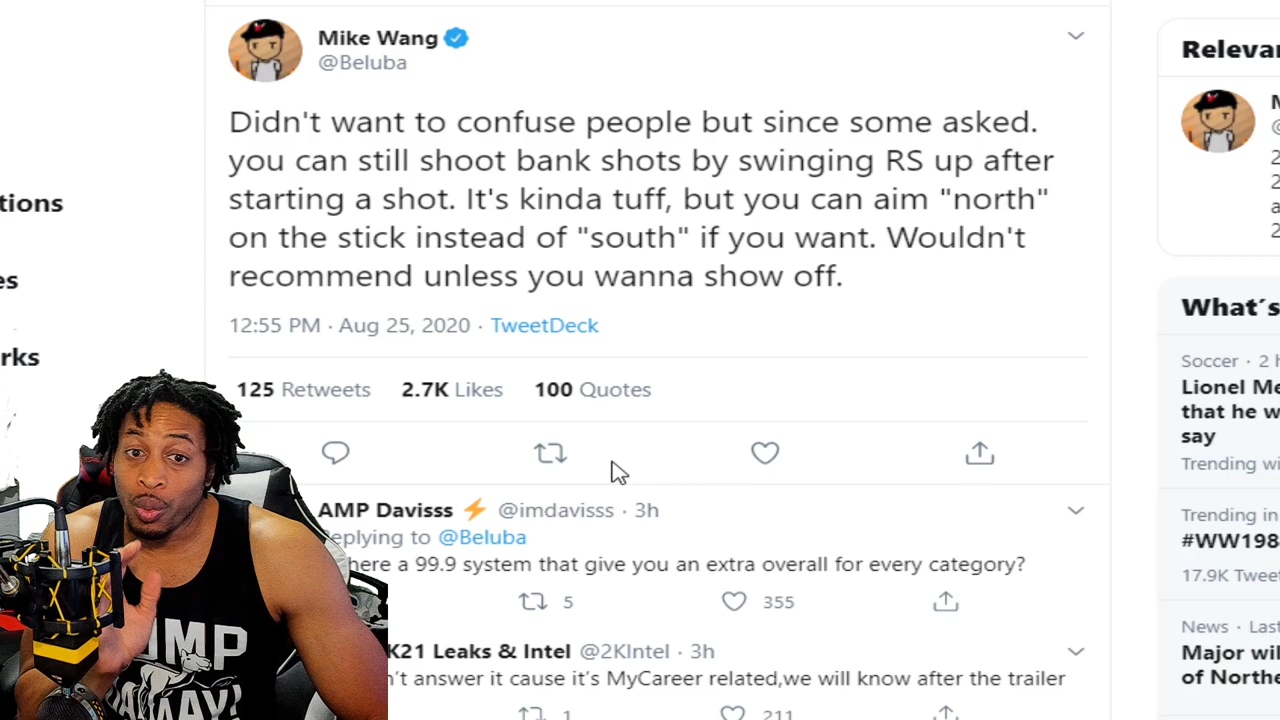 Mike Wang
@Beluba
Didn't want to confuse people but since some asked.
you can still shoot bank shots by swinging RS up after
starting a shot. It's kinda tuff, but you can aim "north"
on the stick instead of "south" if you want. Wouldn't
recommend unless you wanna show off.
12:55 PM · Aug 25, 2020 · TweetDeck
125 Retweets 2.7K Likes 100 Quotes
AMP Davisss ⚡ @imdavisss · 3h
eplying to @Beluba
here a 99.9 system that give you an extra overall for every category?
5 355
K21 Leaks & Intel @2KIntel · 3h
n't answer it cause it's MyCareer related,we will know after the trailer
1 211
tions
es
rks
Relevan
What's
Soccer · 2 h
Lionel Me
that he w
say
Trending wi
Trending in
#WW198
17.9K Tweet
News · Last
Major wil
of Northe